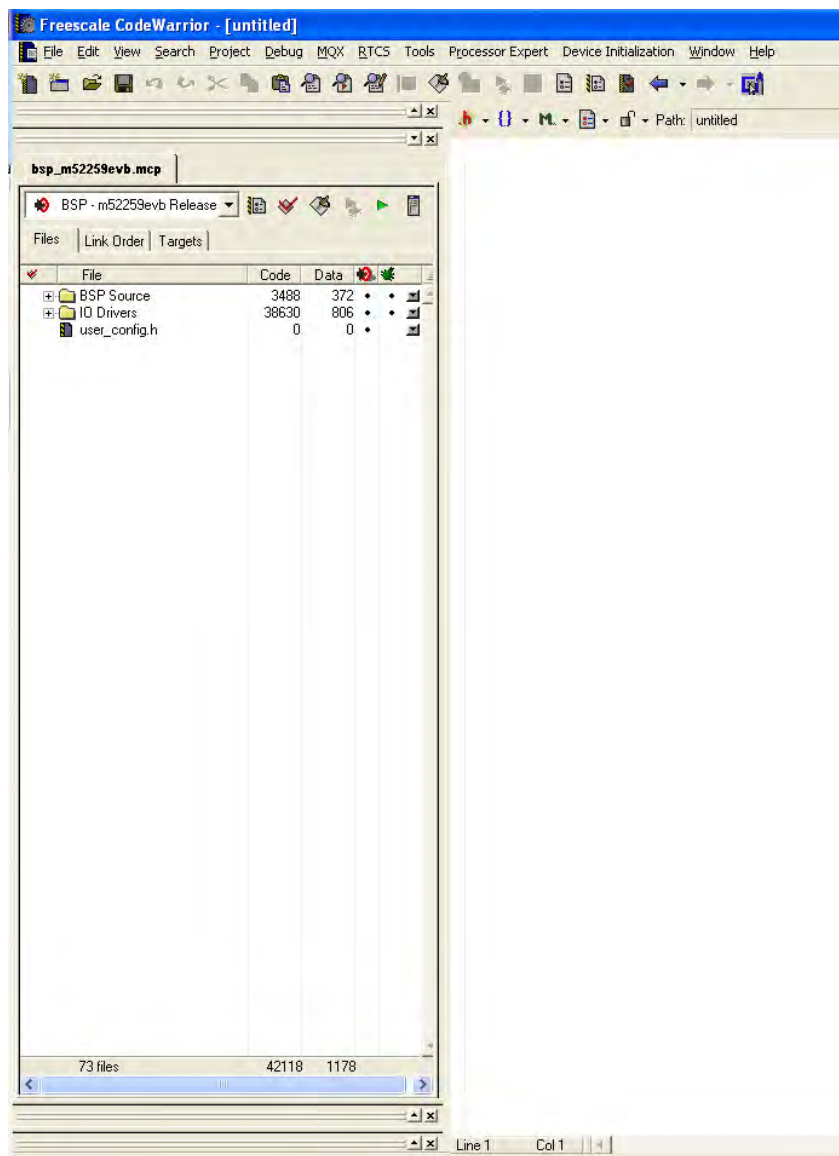 Freescale CodeWarrior - [untitled]
File Edit View Search Project Debug MQX RTCS Tools Processor Expert Device Initialization Window Help
.h {} M. Path: untitled
bsp_m52259evb.mcp
BSP - m52259evb Release
Files Link Order Targets
File Code Data
BSP Source 3488 372
IO Drivers 38630 806
user_config.h 0 0
73 files 42118 1178
Line 1 Col 1